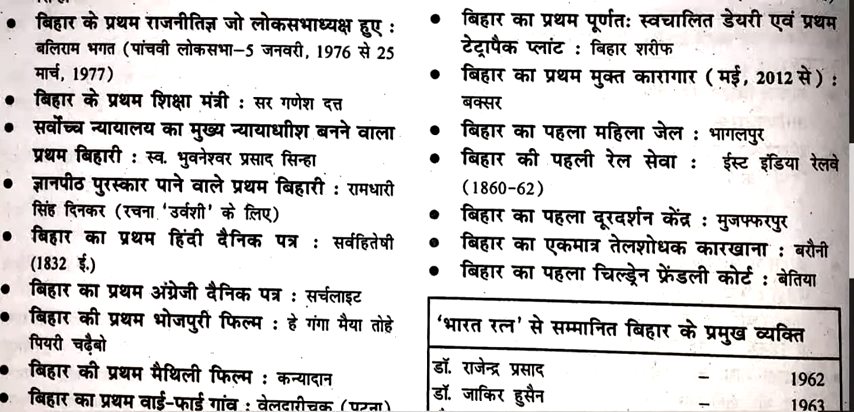 ● बिहार के प्रथम राजनीतिज्ञ जो लोकसभाध्यक्ष हुए :
बलिराम भगत (पांचवी लोकसभा–5 जनवरी, 1976 से 25
मार्च, 1977)
● बिहार के प्रथम शिक्षा मंत्री : सर गणेश दत्त
● सर्वोच्च न्यायालय का मुख्य न्यायाधीश बनने वाला
प्रथम बिहारी : स्व. भुवनेश्वर प्रसाद सिन्हा
● ज्ञानपीठ पुरस्कार पाने वाले प्रथम बिहारी : रामधारी
सिंह दिनकर (रचना 'उर्वशी' के लिए)
● बिहार का प्रथम हिंदी दैनिक पत्र : सर्वहितेषी
(1832 ई.)
● बिहार का प्रथम अंग्रेजी दैनिक पत्र : सर्चलाइट
● बिहार की प्रथम भोजपुरी फिल्म : हे गंगा मैया तोहे
पियरी चढ़ैबो
● बिहार की प्रथम मैथिली फिल्म : कन्यादान
● बिहार का प्रथम वाई-फाई गांव : वेलदारीचक (पटना)
● बिहार का प्रथम पूर्णतः स्वचालित डेयरी एवं प्रथम
टेट्रापैक प्लांट : बिहार शरीफ
● बिहार का प्रथम मुक्त कारागार (मई, 2012 से) :
बक्सर
● बिहार का पहला महिला जेल : भागलपुर
● बिहार की पहली रेल सेवा : ईस्ट इंडिया रेलवे
(1860-62)
● बिहार का पहला दूरदर्शन केंद्र : मुजफ्फरपुर
● बिहार का एकमात्र तेलशोधक कारखाना : बरौनी
● बिहार का पहला चिल्ड्रेन फ्रेंडली कोर्ट : बेतिया
'भारत रत्न' से सम्मानित बिहार के प्रमुख व्यक्ति
डॉ. राजेन्द्र प्रसाद – 1962
डॉ. जाकिर हुसैन – 1963